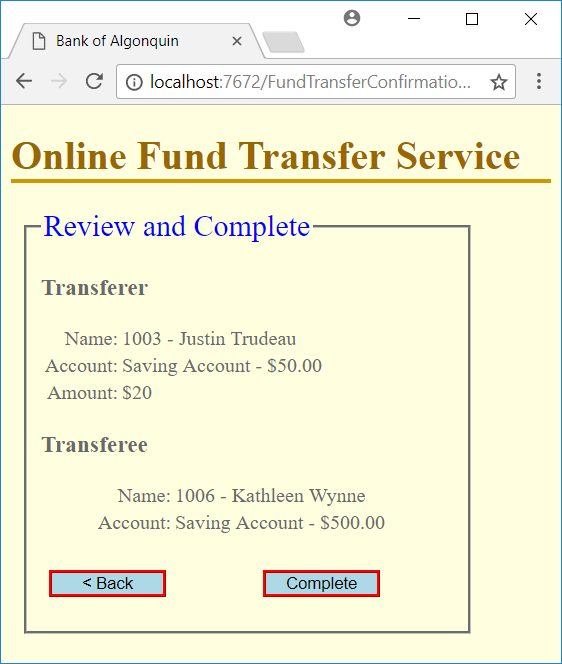 Bank of Algonquin
localhost:7672/FundTransferConfirmatio...
Online Fund Transfer Service
Review and Complete
Transferer
Name: 1003 - Justin Trudeau
Account: Saving Account - $50.00
Amount: $20
Transferee
Name: 1006 - Kathleen Wynne
Account: Saving Account - $500.00
< Back Complete